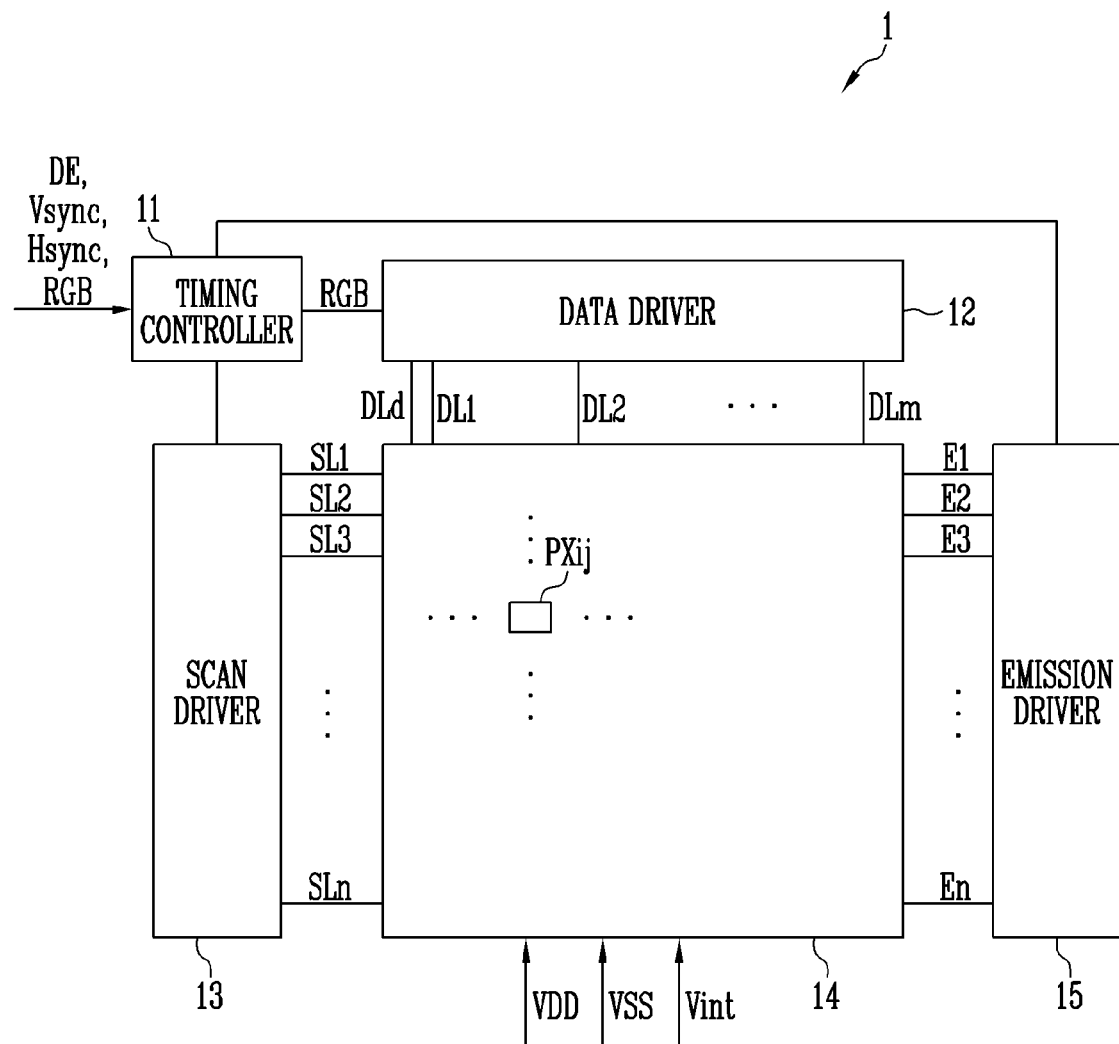 1
DE,
Vsync,
Hsync,
RGB
11
TIMING
CONTROLLER
RGB
DATA DRIVER
12
DLd
DL1
DL2
. . .
DLm
SL1
SL2
SL3
SLn
E1
E2
E3
En
PXij
SCAN
DRIVER
EMISSION
DRIVER
13
VDD
VSS
Vint
14
15